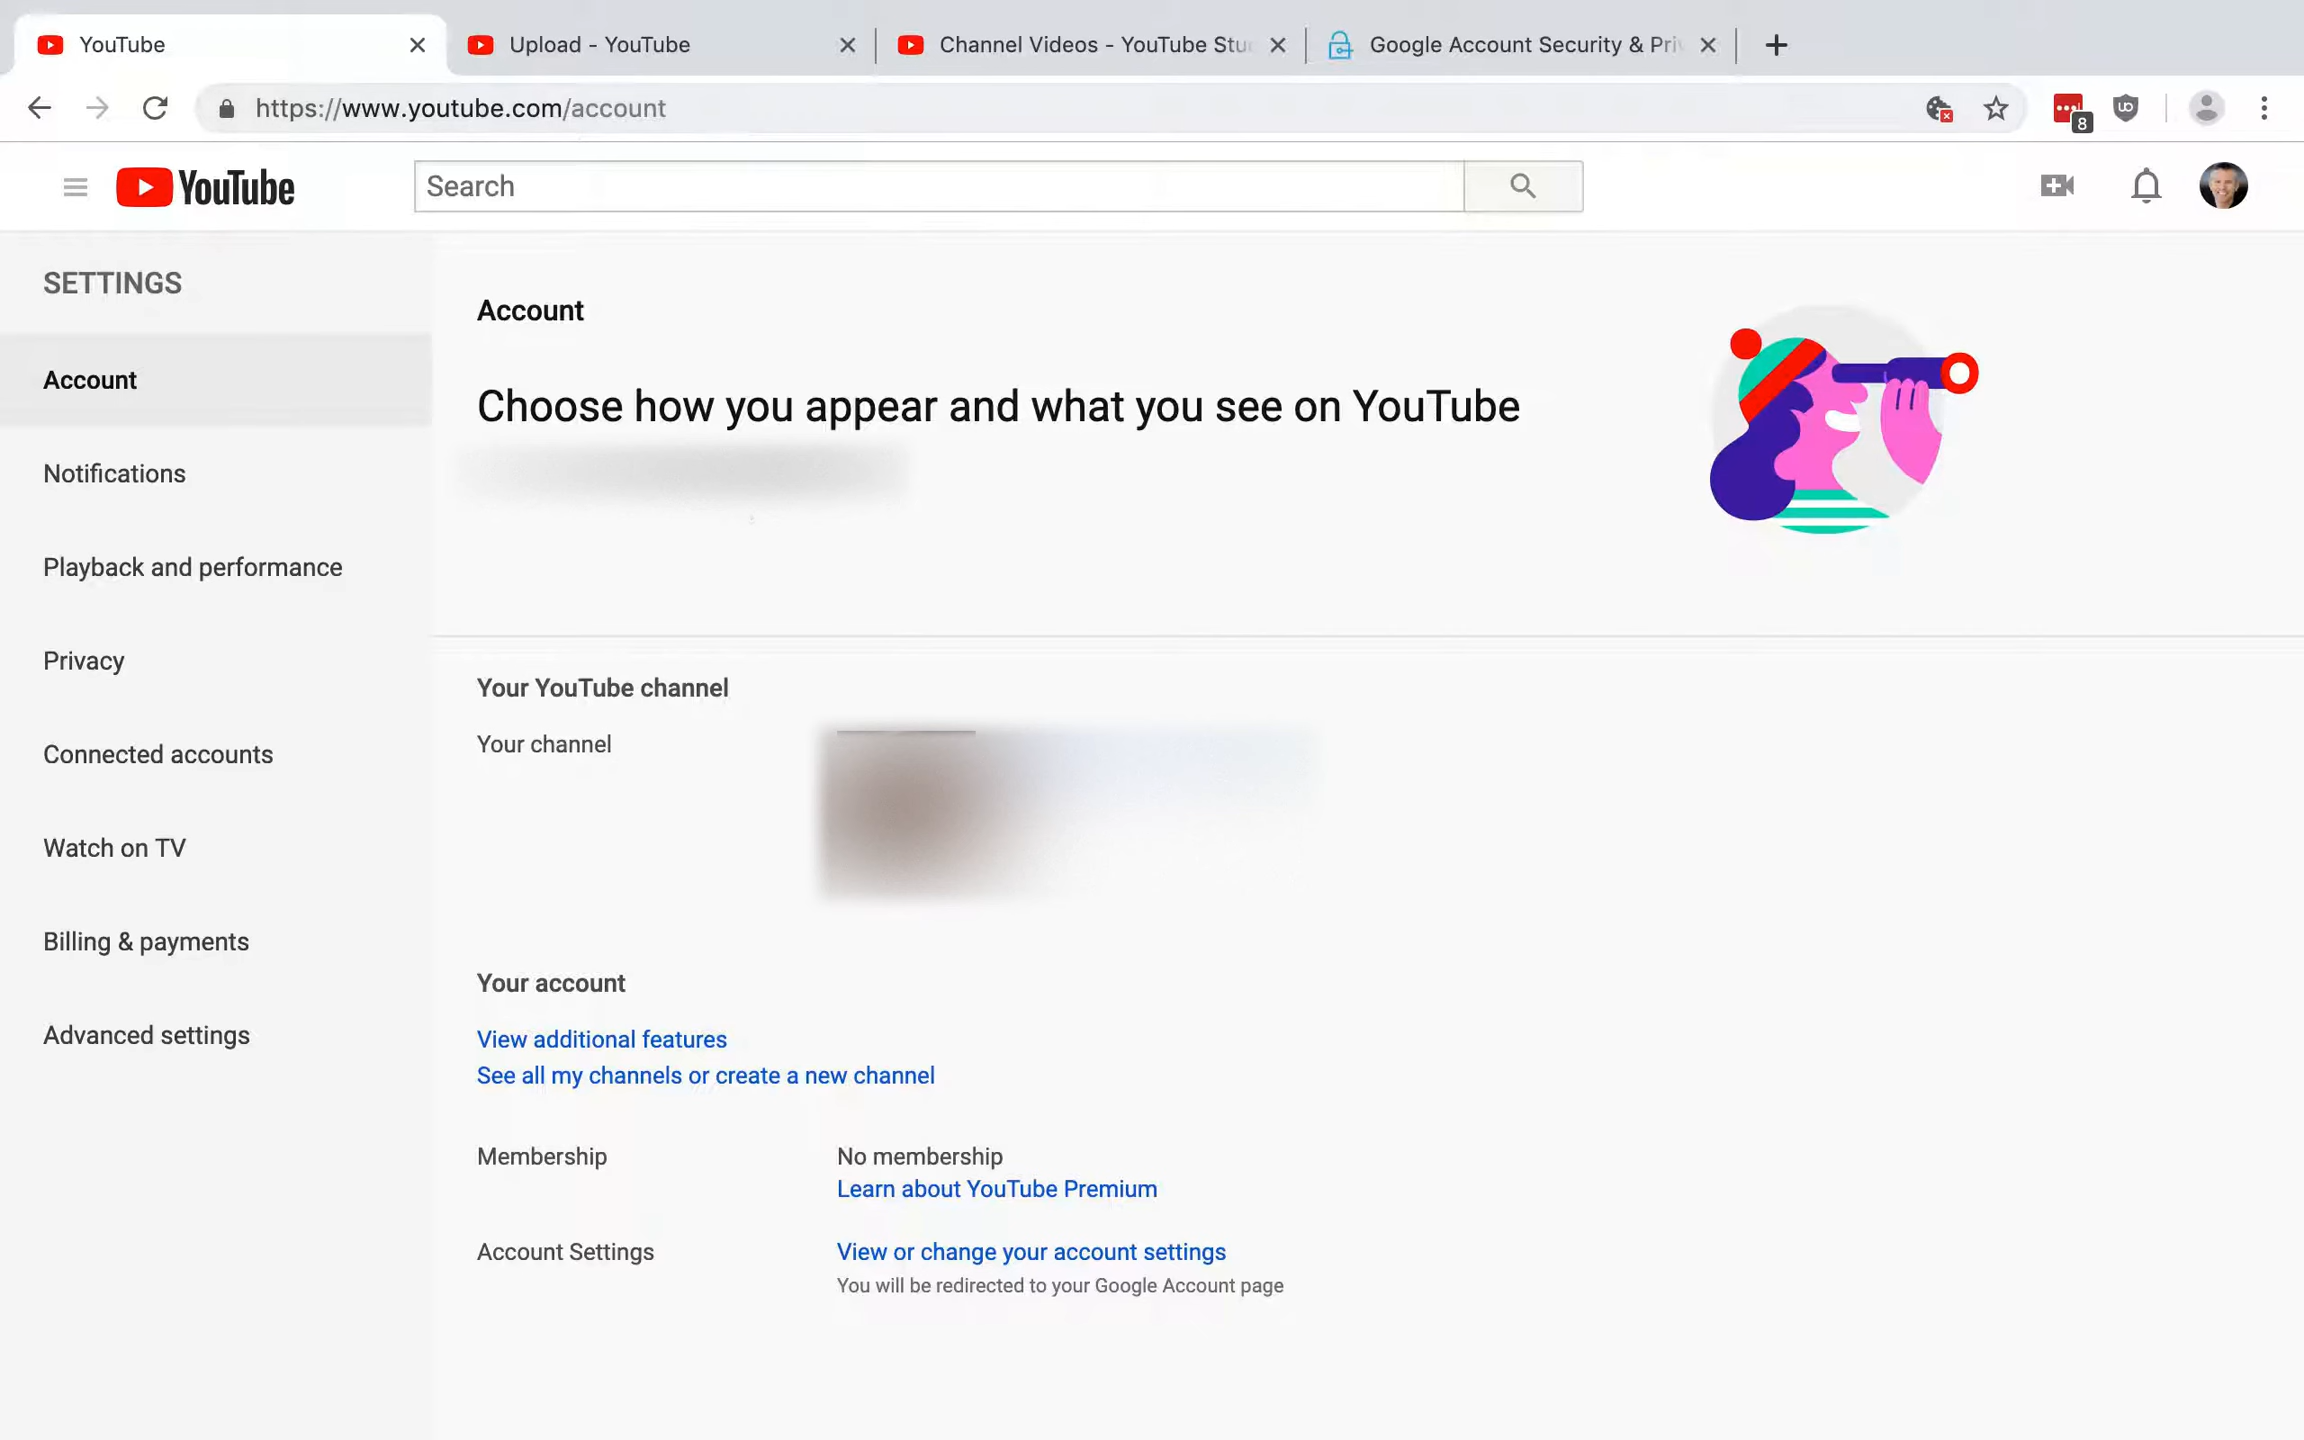 YouTube
Upload - YouTube
Channel Videos - YouTube Stu
Google Account Security & Pri
https://www.youtube.com/account
8
YouTube
Search
SETTINGS
Account
Notifications
Playback and performance
Privacy
Connected accounts
Watch on TV
Billing & payments
Advanced settings
Account
Choose how you appear and what you see on YouTube
Your YouTube channel
Your channel
Your account
View additional features
See all my channels or create a new channel
Membership
No membership
Learn about YouTube Premium
Account Settings
View or change your account settings
You will be redirected to your Google Account page